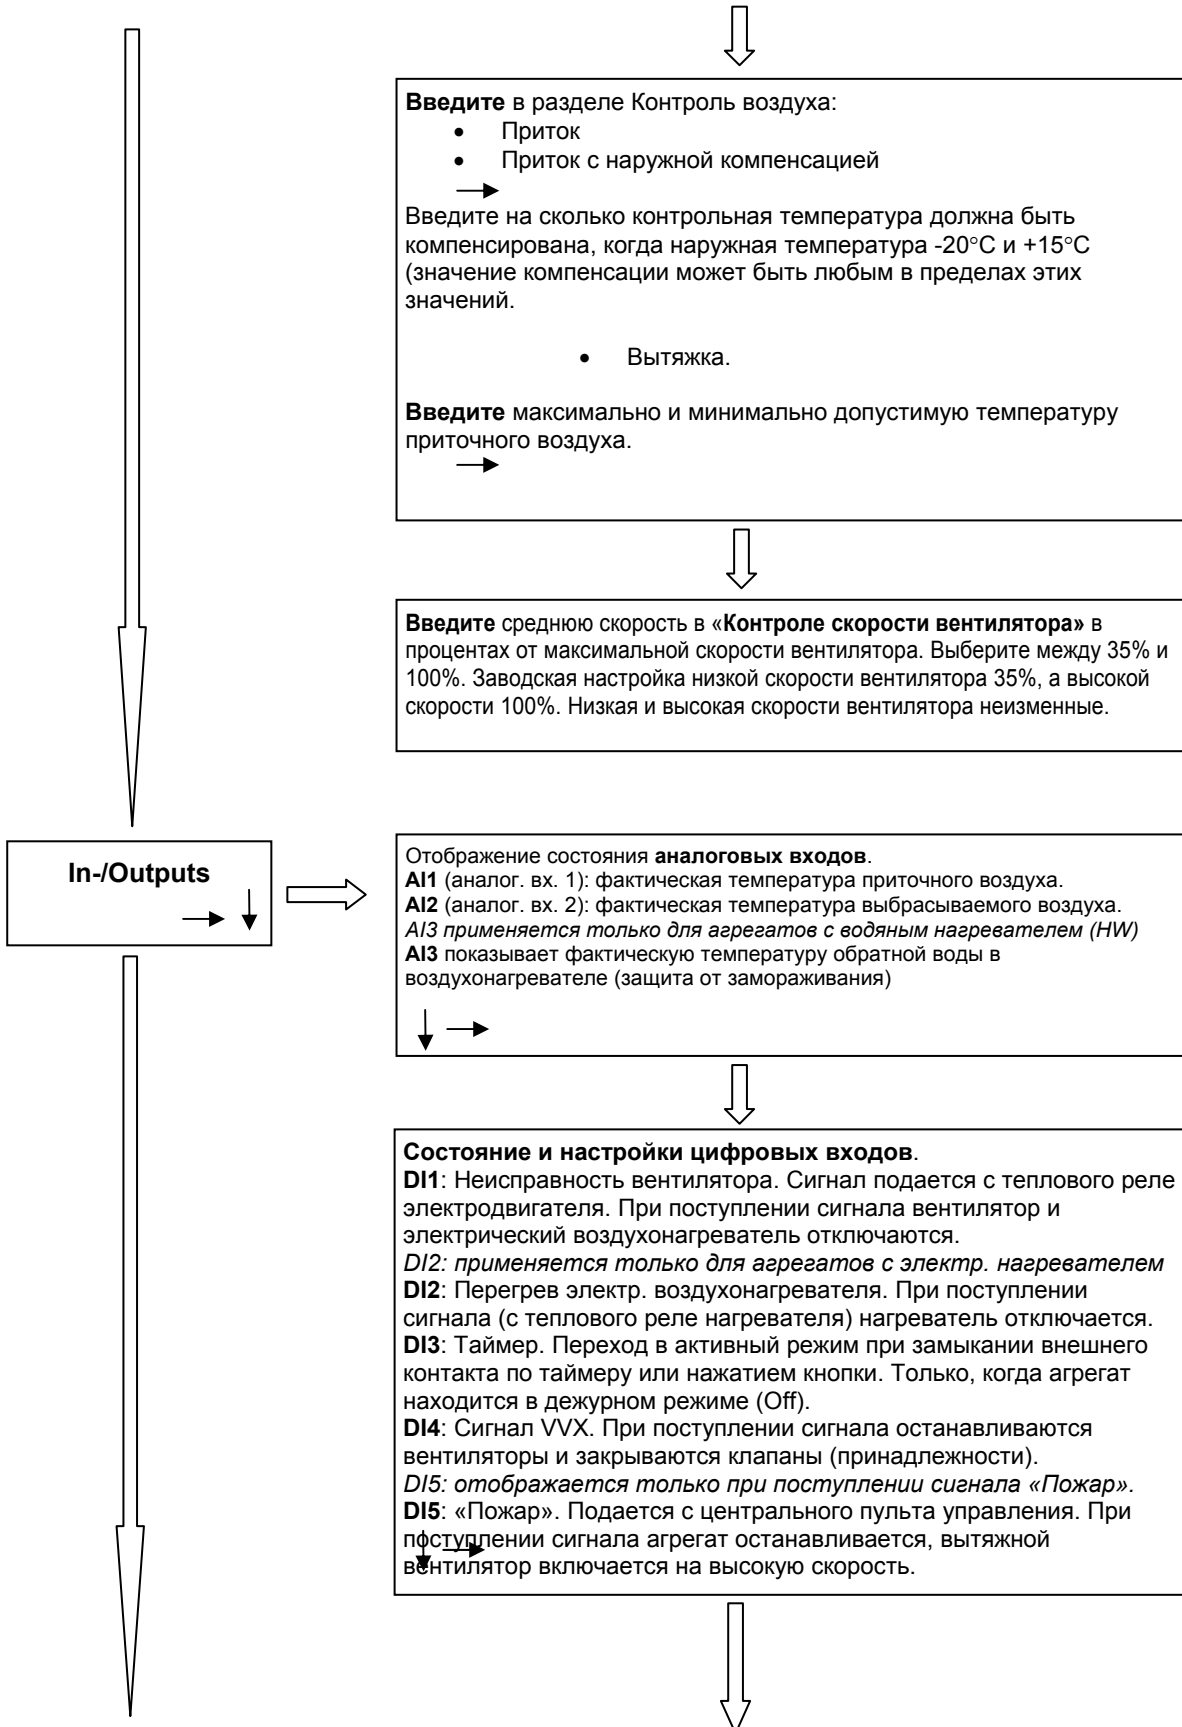 Введите в разделе Контроль воздуха:
• Приток
• Приток с наружной компенсацией
Введите на сколько контрольная температура должна быть
компенсирована, когда наружная температура -20°C и +15°C
(значение компенсации может быть любым в пределах этих
значений.
• Вытяжка.
Введите максимально и минимально допустимую температуру
приточного воздуха.
Введите среднюю скорость в «Контроле скорости вентилятора» в
процентах от максимальной скорости вентилятора. Выберите между 35% и
100%. Заводская настройка низкой скорости вентилятора 35%, а высокой
скорости 100%. Низкая и высокая скорости вентилятора неизменные.
In-/Outputs
Отображение состояния аналоговых входов.
AI1 (аналог. вх. 1): фактическая температура приточного воздуха.
AI2 (аналог. вх. 2): фактическая температура выбрасываемого воздуха.
AI3 применяется только для агрегатов с водяным нагревателем (HW)
AI3 показывает фактическую температуру обратной воды в
воздухонагревателе (защита от замораживания)
Состояние и настройки цифровых входов.
DI1: Неисправность вентилятора. Сигнал подается с теплового реле
электродвигателя. При поступлении сигнала вентилятор и
электрический воздухонагреватель отключаются.
DI2: применяется только для агрегатов с электр. нагревателем
DI2: Перегрев электр. воздухонагревателя. При поступлении
сигнала (с теплового реле нагревателя) нагреватель отключается.
DI3: Таймер. Переход в активный режим при замыкании внешнего
контакта по таймеру или нажатием кнопки. Только, когда агрегат
находится в дежурном режиме (Off).
DI4: Сигнал VVX. При поступлении сигнала останавливаются
вентиляторы и закрываются клапаны (принадлежности).
DI5: отображается только при поступлении сигнала «Пожар».
DI5: «Пожар». Подается с центрального пульта управления. При
поступлении сигнала агрегат останавливается, вытяжной
вентилятор включается на высокую скорость.